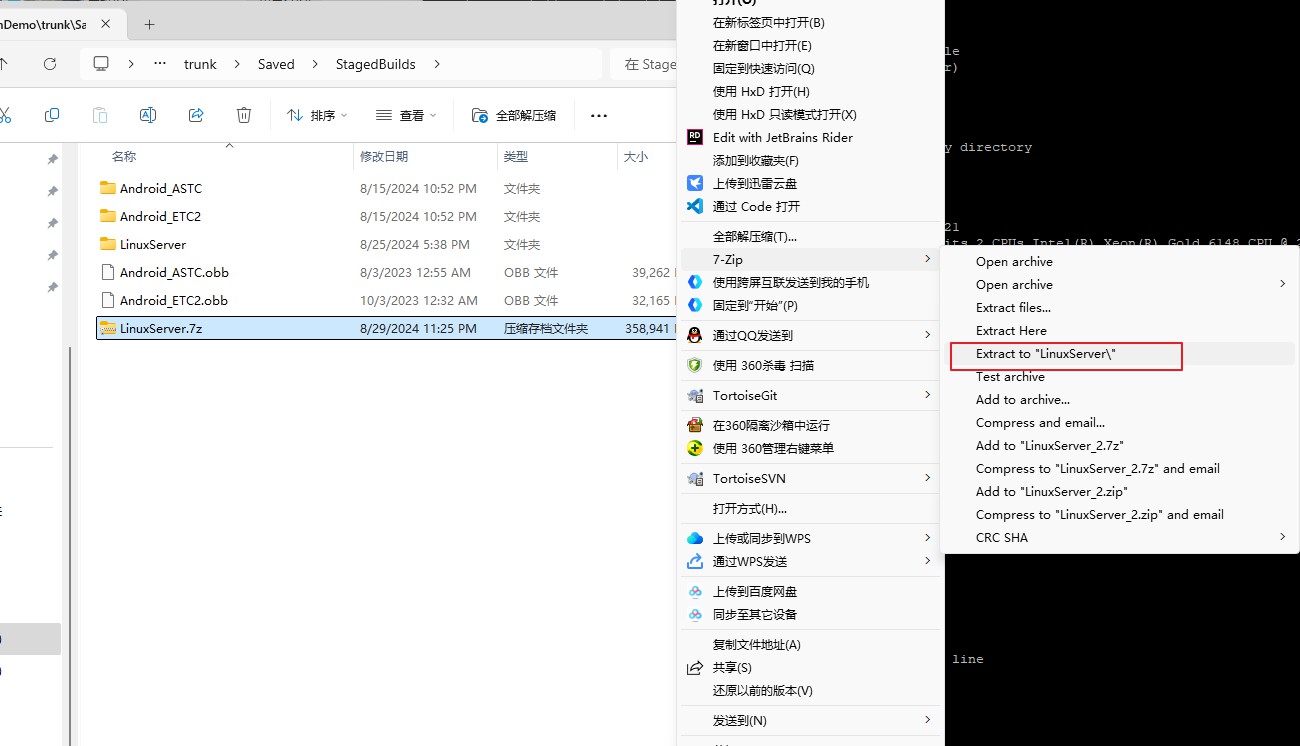 nDemo\trunk\Sa
trunk
Saved
StagedBuilds
在 Stage
排序
查看
全部解压缩
名称
修改日期
类型
大小
Android_ASTC
8/15/2024 10:52 PM
文件夹
Android_ETC2
8/15/2024 10:52 PM
文件夹
LinuxServer
8/25/2024 5:38 PM
文件夹
Android_ASTC.obb
8/3/2023 12:55 AM
OBB 文件
39,262
Android_ETC2.obb
10/3/2023 12:32 AM
OBB 文件
32,165
LinuxServer.7z
8/29/2024 11:25 PM
压缩存档文件夹
358,941
打开(O)
在新标签页中打开(B)
在新窗口中打开(E)
固定到快速访问(Q)
使用 HxD 打开(H)
使用 HxD 只读模式打开(X)
Edit with JetBrains Rider
添加到收藏夹(F)
上传到迅雷云盘
通过 Code 打开
全部解压缩(T)...
7-Zip
使用跨屏互联发送到我的手机
固定到“开始”(P)
通过QQ发送到
使用 360杀毒 扫描
TortoiseGit
在360隔离沙箱中运行
使用 360管理右键菜单
TortoiseSVN
打开方式(H)...
上传或同步到WPS
通过WPS发送
上传到百度网盘
同步至其它设备
复制文件地址(A)
共享(S)
还原以前的版本(V)
发送到(N)
Open archive
Open archive
Extract files...
Extract Here
Extract to "LinuxServer\"
Test archive
Add to archive...
Compress and email...
Add to "LinuxServer_2.7z"
Compress to "LinuxServer_2.7z" and email
Add to "LinuxServer_2.zip"
Compress to "LinuxServer_2.zip" and email
CRC SHA
le
r)
y directory
21
its 2 CPUs Intel(R) Xeon(R) Gold 6148 CPU @ 2
line